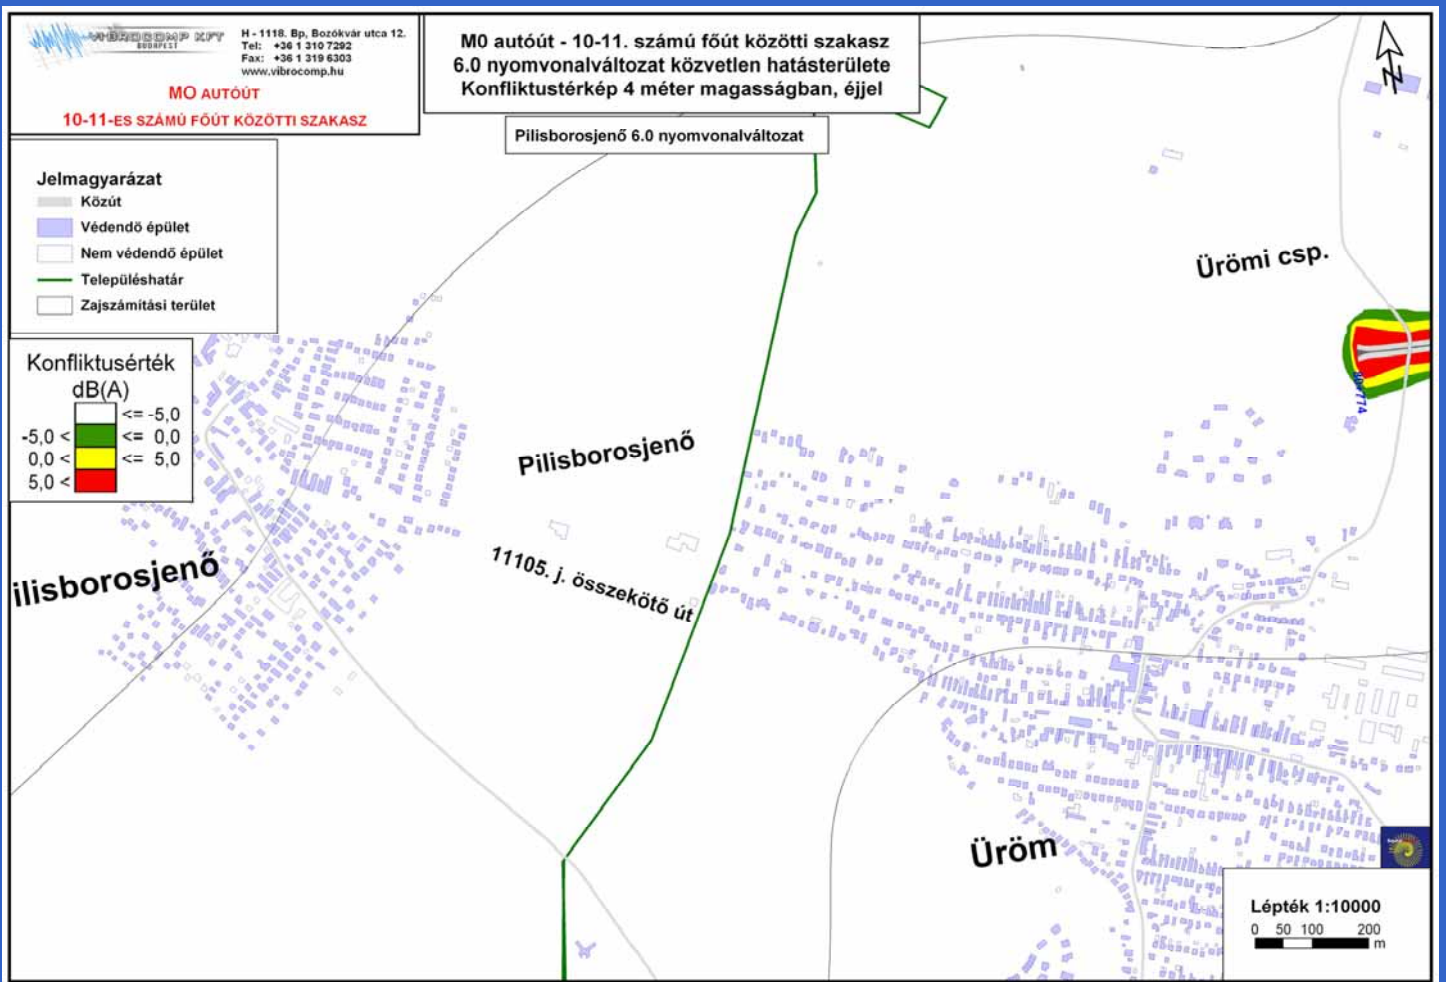 VIBROCOMP KFT
BUDAPEST
H - 1118. Bp, Bozókvár utca 12.
Tel: +36 1 310 7292
Fax: +36 1 319 6303
www.vibrocomp.hu
MO AUTÓÚT
10-11-ES SZÁMÚ FŐÚT KÖZÖTTI SZAKASZ
M0 autóút - 10-11. számú főút közötti szakasz
6.0 nyomvonalváltozat közvetlen hatásterülete
Konfliktustérkép 4 méter magasságban, éjjel
Pilisborosjenő 6.0 nyomvonalváltozat
N
Jelmagyarázat
Közút
Védendő épület
Nem védendő épület
Településhatár
Zajszámítási terület
Konfliktusérték
dB(A)
<= -5,0
-5,0 < <= 0,0
0,0 < <= 5,0
5,0 <
Ürömi csp.
Pilisborosjenő
11105. j. összekötő út
ilisborosjenő
Üröm
Lépték 1:10000
0 50 100 200
m